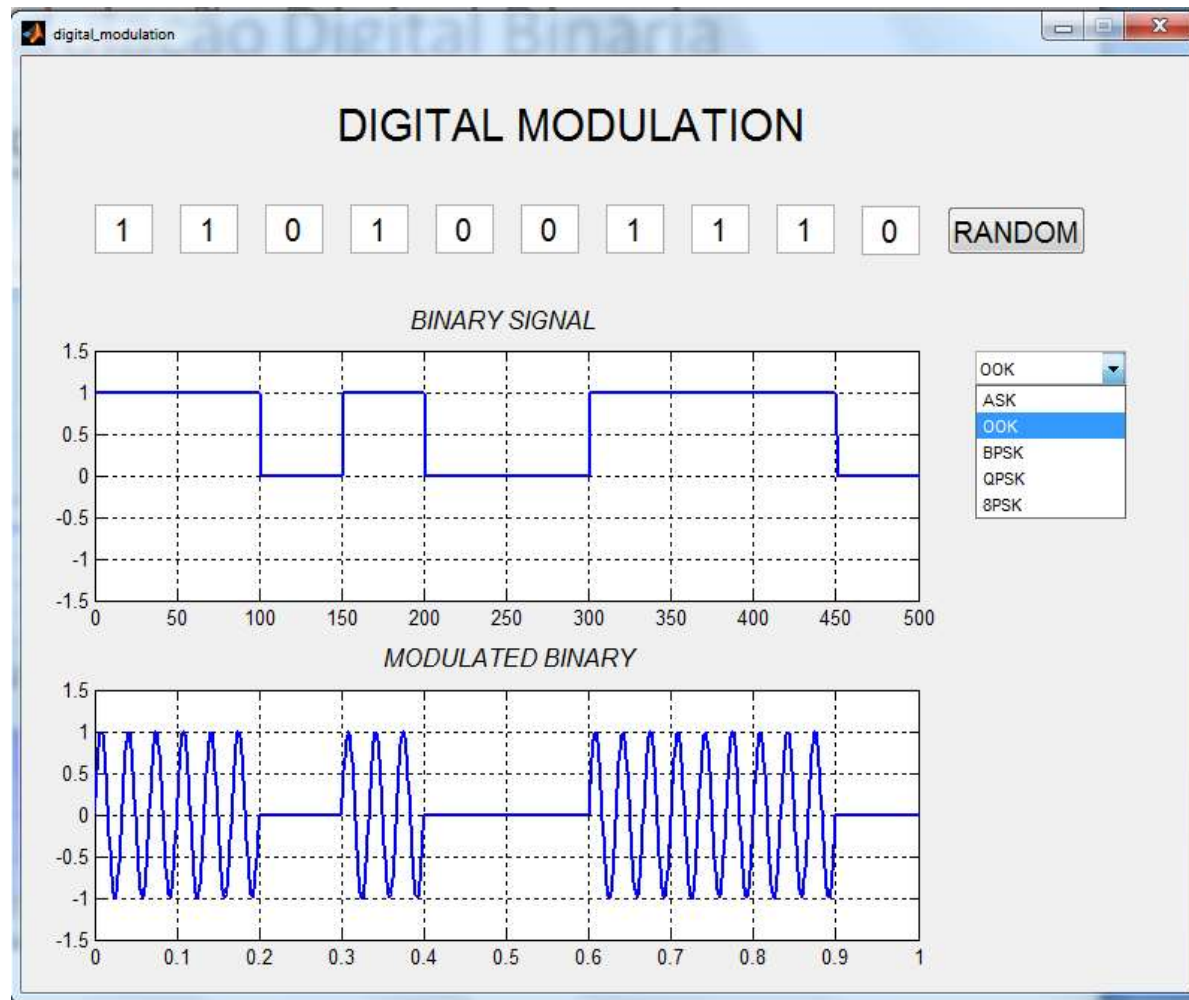 ção Digital Binaria
digital_modulation
DIGITAL MODULATION
1 1 0 1 0 0 1 1 1 0 RANDOM
BINARY SIGNAL
1.5
1
0.5
0
-0.5
-1
-1.5
0 50 100 150 200 250 300 350 400 450 500
OOK
ASK
OOK
BPSK
QPSK
8PSK
MODULATED BINARY
1.5
1
0.5
0
-0.5
-1
-1.5
0 0.1 0.2 0.3 0.4 0.5 0.6 0.7 0.8 0.9 1